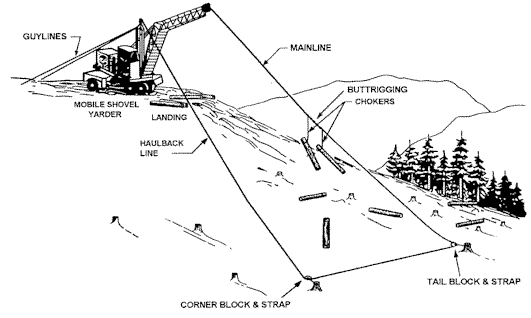 GUYLINES
MAINLINE
BUTTRIGGING
CHOKERS
MOBILE SHOVEL
YARDER
LANDING
HAULBACK
LINE
TAIL BLOCK & STRAP
CORNER BLOCK & STRAP